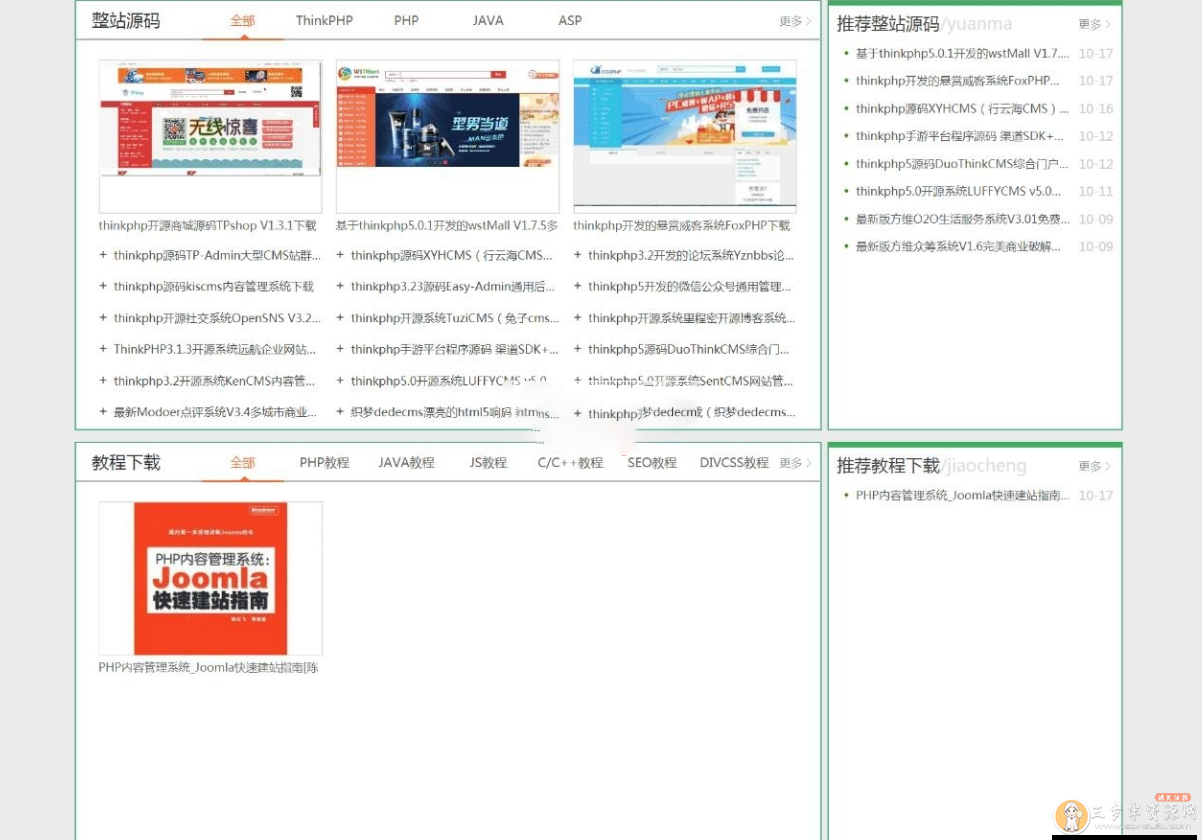 整站源码 全部 ThinkPHP PHP JAVA ASP 更多
无线惊喜
型男当道
thinkphp开源商城源码TPshop V1.3.1下载
基于thinkphp5.0.1开发的wstMall V1.7.5多
thinkphp开发的悬赏威客系统FoxPHP下载
+ thinkphp源码TP-Admin大型CMS站群...
+ thinkphp源码XYHCMS（行云海CMS...
+ thinkphp3.2开发的论坛系统Yznbbs论...
+ thinkphp源码kiscms内容管理系统下载
+ thinkphp3.23源码Easy-Admin通用后...
+ thinkphp5开发的微信公众号通用管理...
+ thinkphp开源社交系统OpenSNS V3.2...
+ thinkphp开源系统TuziCMS（兔子cms...
+ thinkphp开源系统里程密开源博客系统...
+ ThinkPHP3.1.3开源系统远航企业网站...
+ thinkphp手游平台程序源码 渠道SDK+...
+ thinkphp5源码DuoThinkCMS综合门...
+ thinkphp3.2开源系统KenCMS内容管...
+ thinkphp5.0开源系统LUFFYCMS v5.0
+ thinkphp5.0开源系统SentCMS网站管...
+ 最新Modoer点评系统V3.4多城市商业...
+ 织梦dedecms漂亮的html5响
+ thinkphp
（织梦dedecms...
推荐整站源码/yuanma 更多
基于thinkphp5.0.1开发的wstMall V1.7.... 10-17
thinkphp开发的悬赏威客系统FoxPHP... 10-17
thinkphp源码XYHCMS（行云海CMS）... 10-16
thinkphp手游平台程序源码 渠道SDK+... 10-12
thinkphp5源码DuoThinkCMS综合门户... 10-12
thinkphp5.0开源系统LUFFYCMS v5.0... 10-11
最新版方维O2O生活服务系统V3.01免费... 10-09
最新版方维众筹系统V1.6完美商业破解... 10-09
教程下载 全部 PHP教程 JAVA教程 JS教程 C/C++教程 SEO教程 DIVCSS教程 更多
PHP内容管理系统:
Joomla
快速建站指南
PHP内容管理系统_Joomla快速建站指南[陈
推荐教程下载/jiaocheng 更多
PHP内容管理系统_Joomla快速建站指南... 10-17